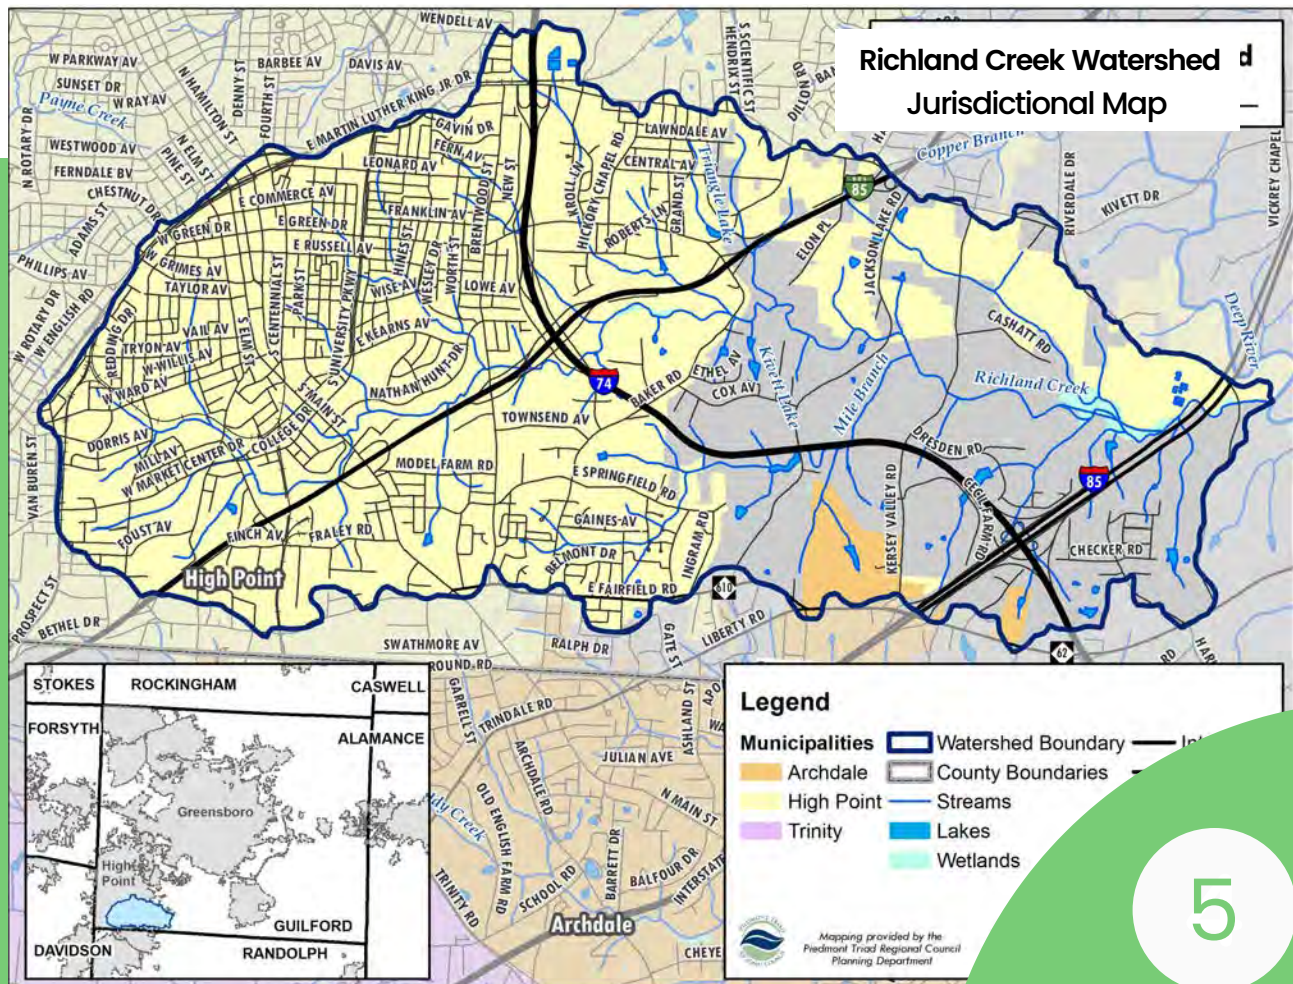 Richland Creek Watershed
Jurisdictional Map
d
WENDELL AV
W PARKWAY AV
BARBEE AV
DAVIS AV
SUNSET DR
W RAY AV
Payne Creek
N HAMILTON ST
DENNY ST
FOURTH ST
E MARTIN LUTHER KING JR DR
S SCIENTIFIC ST
HENDRIX ST
DILLON RD
N ROTARY DR
WESTWOOD AV
FERNDALE BV
CHESTNUT DR
N ELM ST
PINE ST
GAVIN DR
FERN AV
LEONARD AV
LAWNDALE AV
CENTRAL AV
Copper Branch
RIVERDALE DR
KIVETT DR
VICKREY CHAPEL
ADAMS ST
E COMMERCE AV
FRANKLIN AV
BRENTWOOD ST
NEW ST
KROLL LN
HICKORY CHAPEL RD
ROBERTS LN
GRAND ST
Triangle Lake
85
W GREEN DR
E GREEN DR
E RUSSELL AV
HINES ST
WESLEY DR
WORTH ST
ELON PL
JACKSON LAKE RD
PHILLIPS AV
W GRIMES AV
TAYLOR AV
S CENTENNIAL ST
PARK ST
S UNIVERSITY PKWY
WISE AV
LOWE AV
W ROTARY DR
W ENGLISH RD
REDDING DR
VAIL AV
TRYON AV
W WILLIS AV
W WARD AV
S ELM ST
E KEARNS AV
NATHAN HUNT DR
CASHATT RD
Deep River
Richland Creek
S MAIN ST
74
BAKER RD
ETHEL AV
COX AV
Kivett Lake
Mile Branch
TOWNSEND AV
DORRIS AV
MILL AV
W MARKET CENTER DR
COLLEGE DR
MODEL FARM RD
E SPRINGFIELD RD
DRESDEN RD
KERSEY VALLEY RD
CECIL FARM RD
85
VAN BUREN ST
FOUST AV
FINCH AV
FRALEY RD
GAINES AV
BELMONT DR
INGRAM RD
CHECKER RD
High Point
E FAIRFIELD RD
610
PROSPECT ST
BETHEL DR
SWATHMORE AV
ROUND RD
RALPH DR
GATE ST
LIBERTY RD
62
RD
STOKES
ROCKINGHAM
CASWELL
FORSYTH
ALAMANCE
Greensboro
High
Point
GUILFORD
DAVIDSON
RANDOLPH
GARRELL ST
TRINDALE RD
ARCHDALE RD
JULIAN AVE
ASHLAND ST
N MAIN ST
OLD ENGLISH FARM RD
SCHOOL RD
BARRETT DR
BALFOUR DR
INTERSTATE
TRINITY RD
Archdale
CHEYE
Legend
Municipalities
Archdale
High Point
Trinity
Watershed Boundary
County Boundaries
Streams
Lakes
Wetlands
Mapping provided by the
Piedmont Triad Regional Council
Planning Department
5